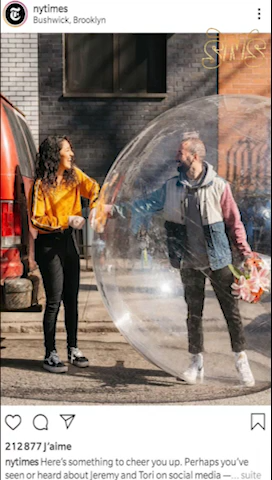 nytimes
Bushwick, Brooklyn
212 877 J'aime
nytimes Here's something to cheer you up. Perhaps you've
seen or heard about Jeremy and Tori on social media —... suite